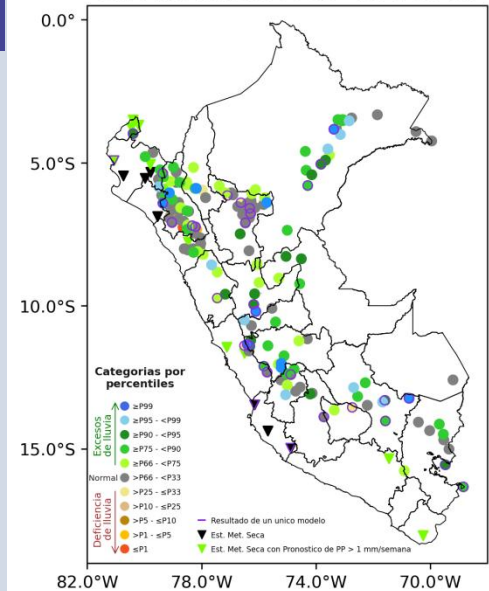 0.0°
5.0°S
10.0°S
15.0°S
82.0°W
78.0°W
74.0°W
70.0°W
Categorias por
percentiles
Excesos
de lluvia
≥P99
≥P95 - <P99
≥P90 - <P95
≥P75 - <P90
≥P66 - <P75
Normal
>P66 - <P33
Deficiencia
de lluvia
>P25 - ≤P33
>P10 - ≤P25
>P5 - ≤P10
>P1 - ≤P5
≤P1
Resultado de un unico modelo
Est. Met. Seca
Est. Met. Seca con Pronostico de PP > 1 mm/semana